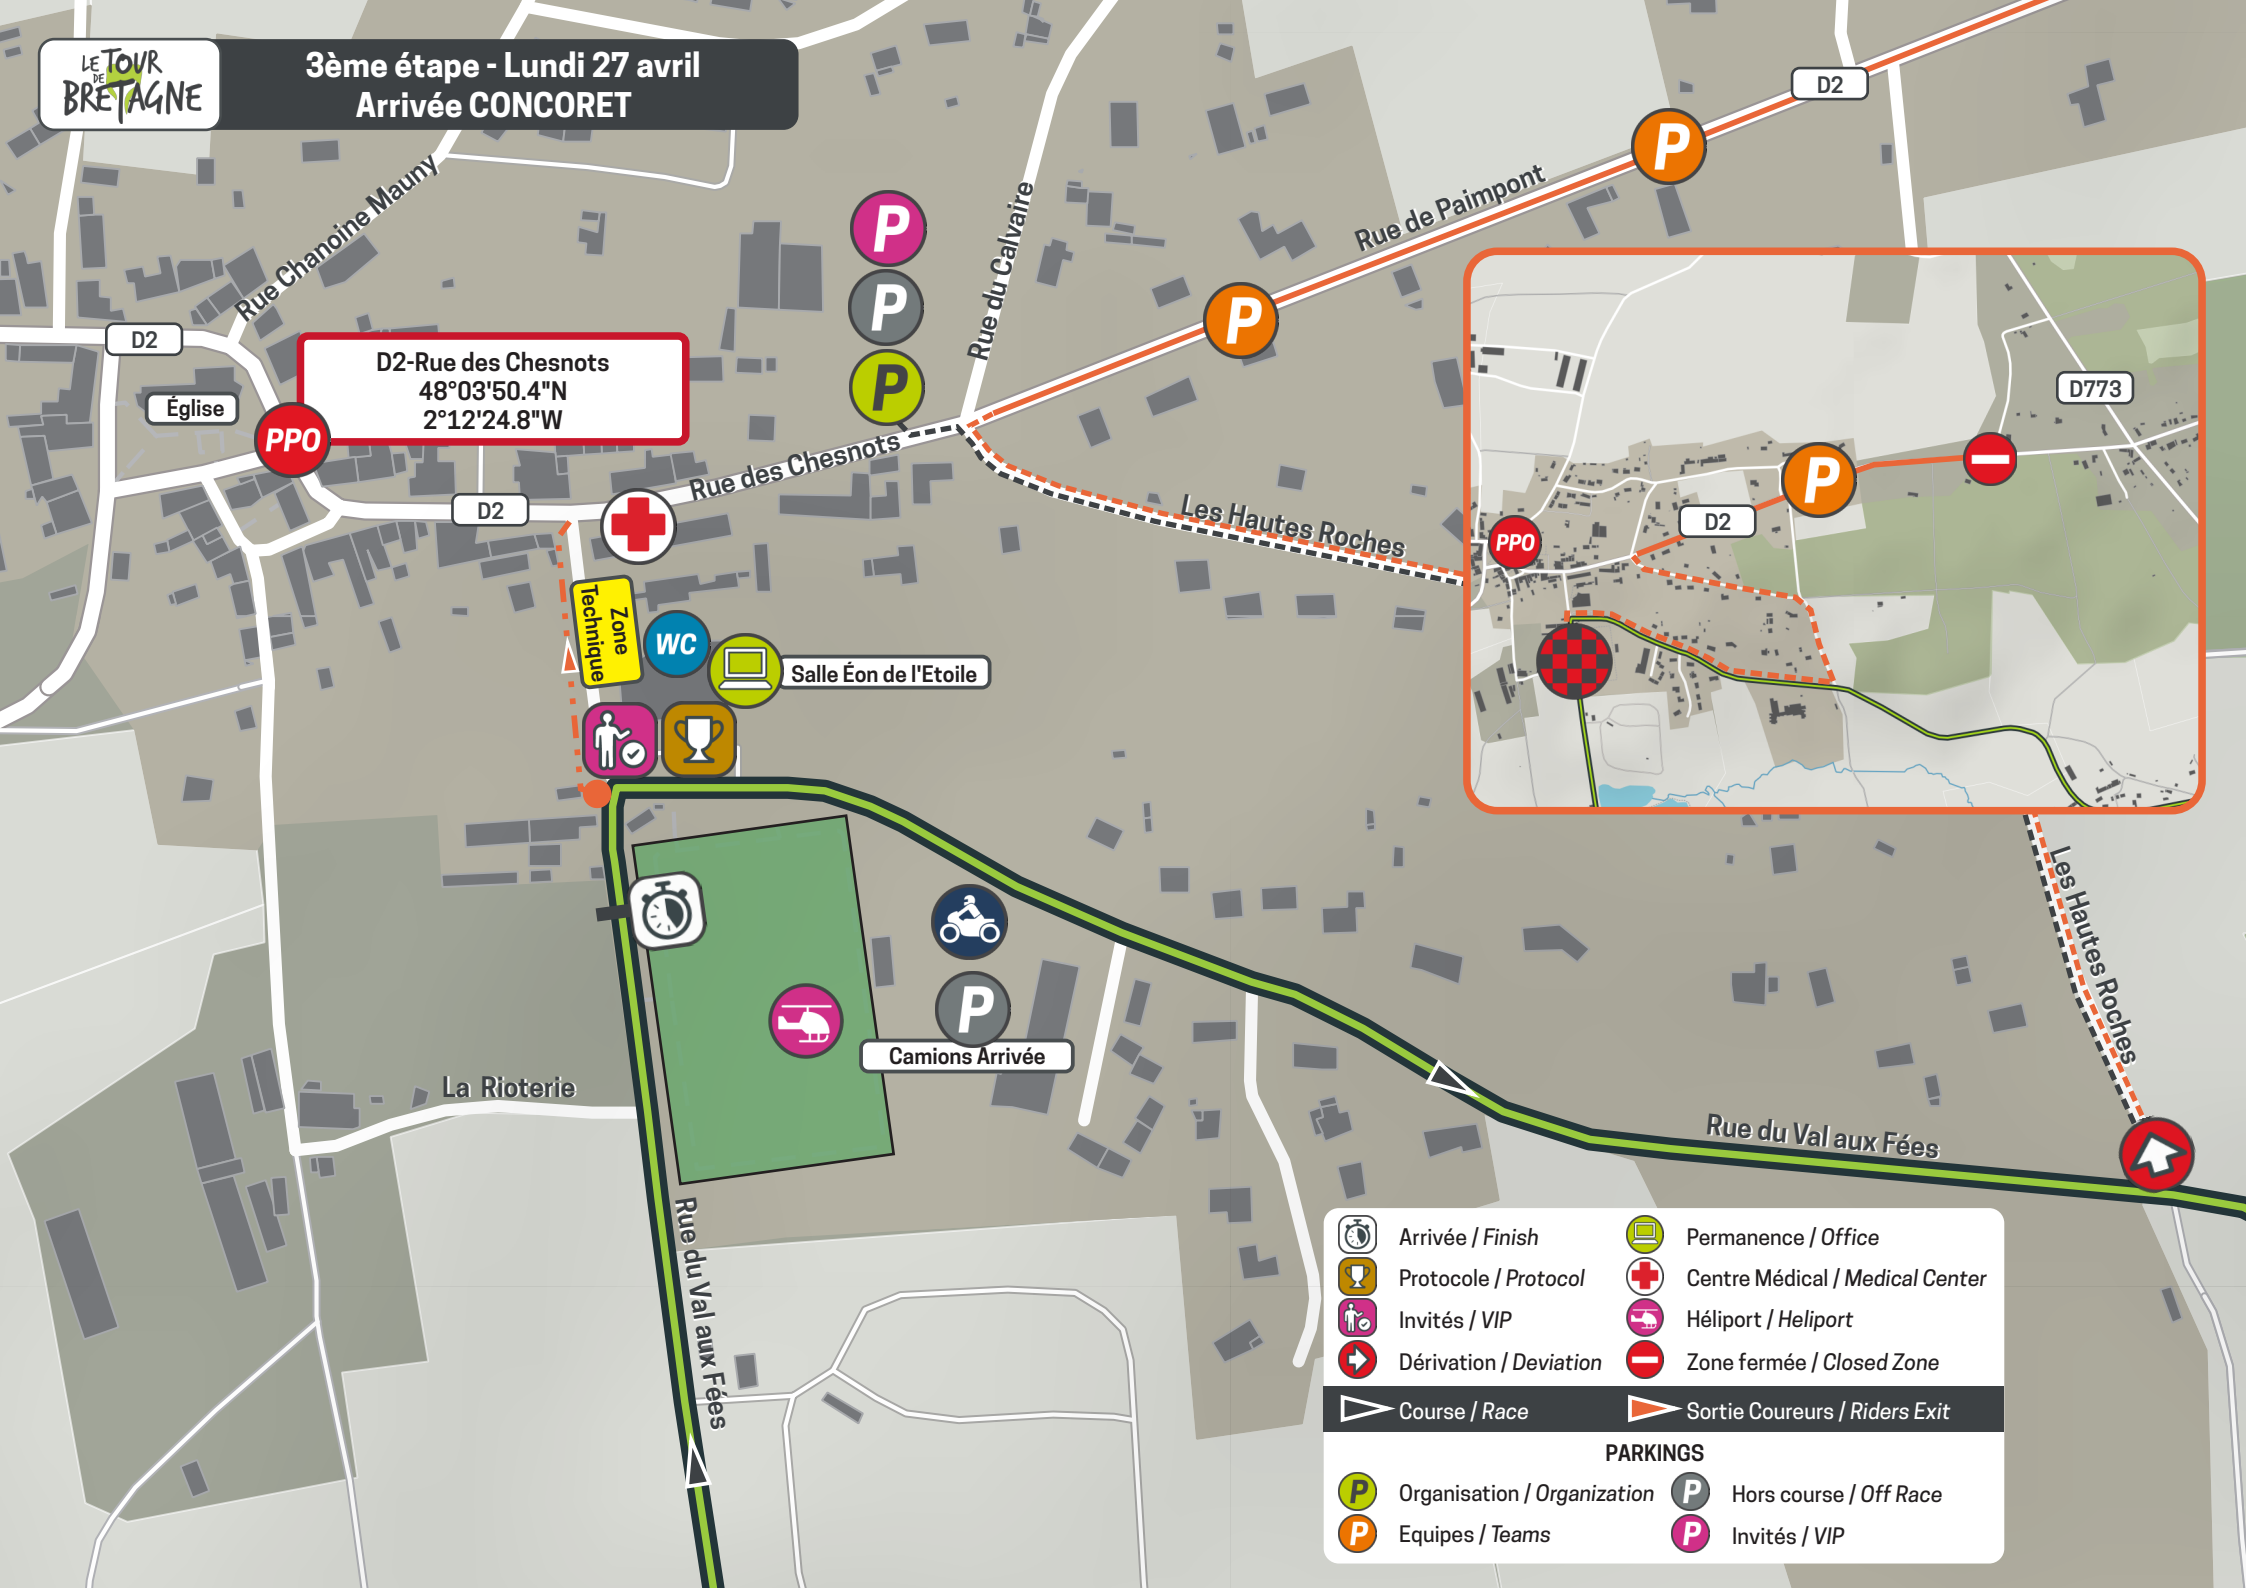 LE TOUR
DE
BRETAGNE
3ème étape - Lundi 27 avril
Arrivée CONCORET
D2
Rue Chanoine Mauny
Rue du Calvaire
Rue de Paimpont
P
P
P
P
P
D2
D2-Rue des Chesnots
48°03'50.4"N
2°12'24.8"W
Église
PPO
D2
Rue des Chesnots
Les Hautes Roches
D773
P
D2
PPO
Zone
Technique
WC
Salle Éon de l'Etoile
P
Camions Arrivée
La Rioterie
Les Hautes Roches
Rue du Val aux Fées
Rue du Val aux Fées
Arrivée / Finish
Permanence / Office
Protocole / Protocol
Centre Médical / Medical Center
Invités / VIP
Héliport / Heliport
Dérivation / Deviation
Zone fermée / Closed Zone
Course / Race
Sortie Coureurs / Riders Exit
PARKINGS
P Organisation / Organization
P Hors course / Off Race
P Equipes / Teams
P Invités / VIP